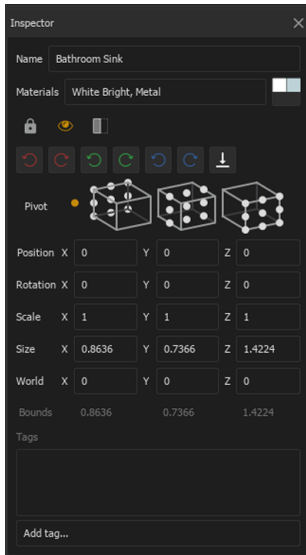 Inspector
Name Bathroom Sink
Materials White Bright, Metal
Pivot
Position X 0 Y 0 Z 0
Rotation X 0 Y 0 Z 0
Scale X 1 Y 1 Z 1
Size X 0.8636 Y 0.7366 Z 1.4224
World X 0 Y 0 Z 0
Bounds 0.8636 0.7366 1.4224
Tags
Add tag...